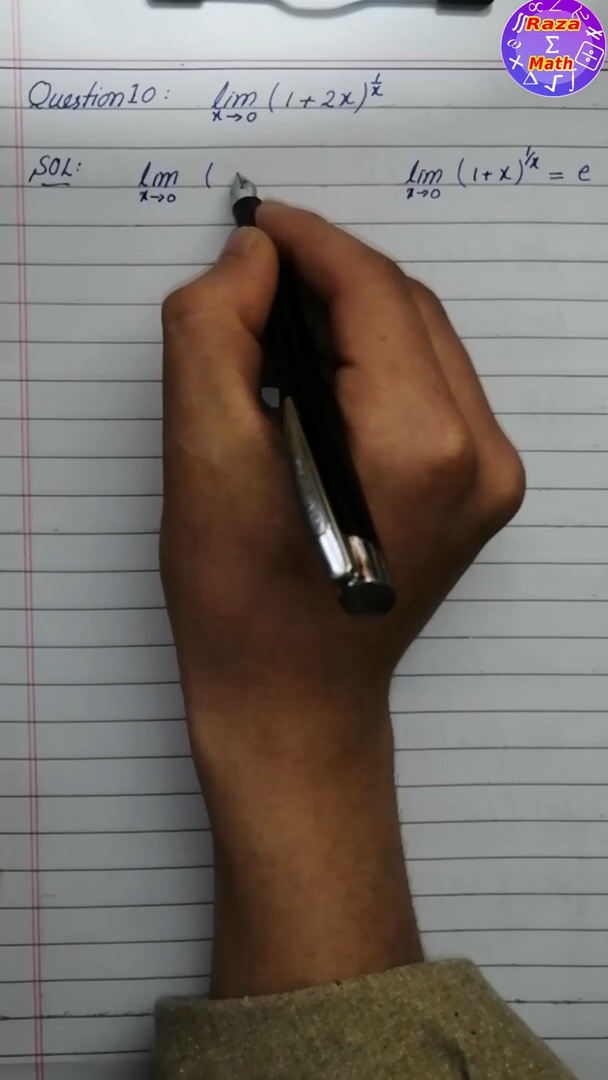 Raza
Math
Question 10: lim x→0 (1+2x)^1/x
SOL: lim x→0 ( lim x→0 (1+x)^1/x = e